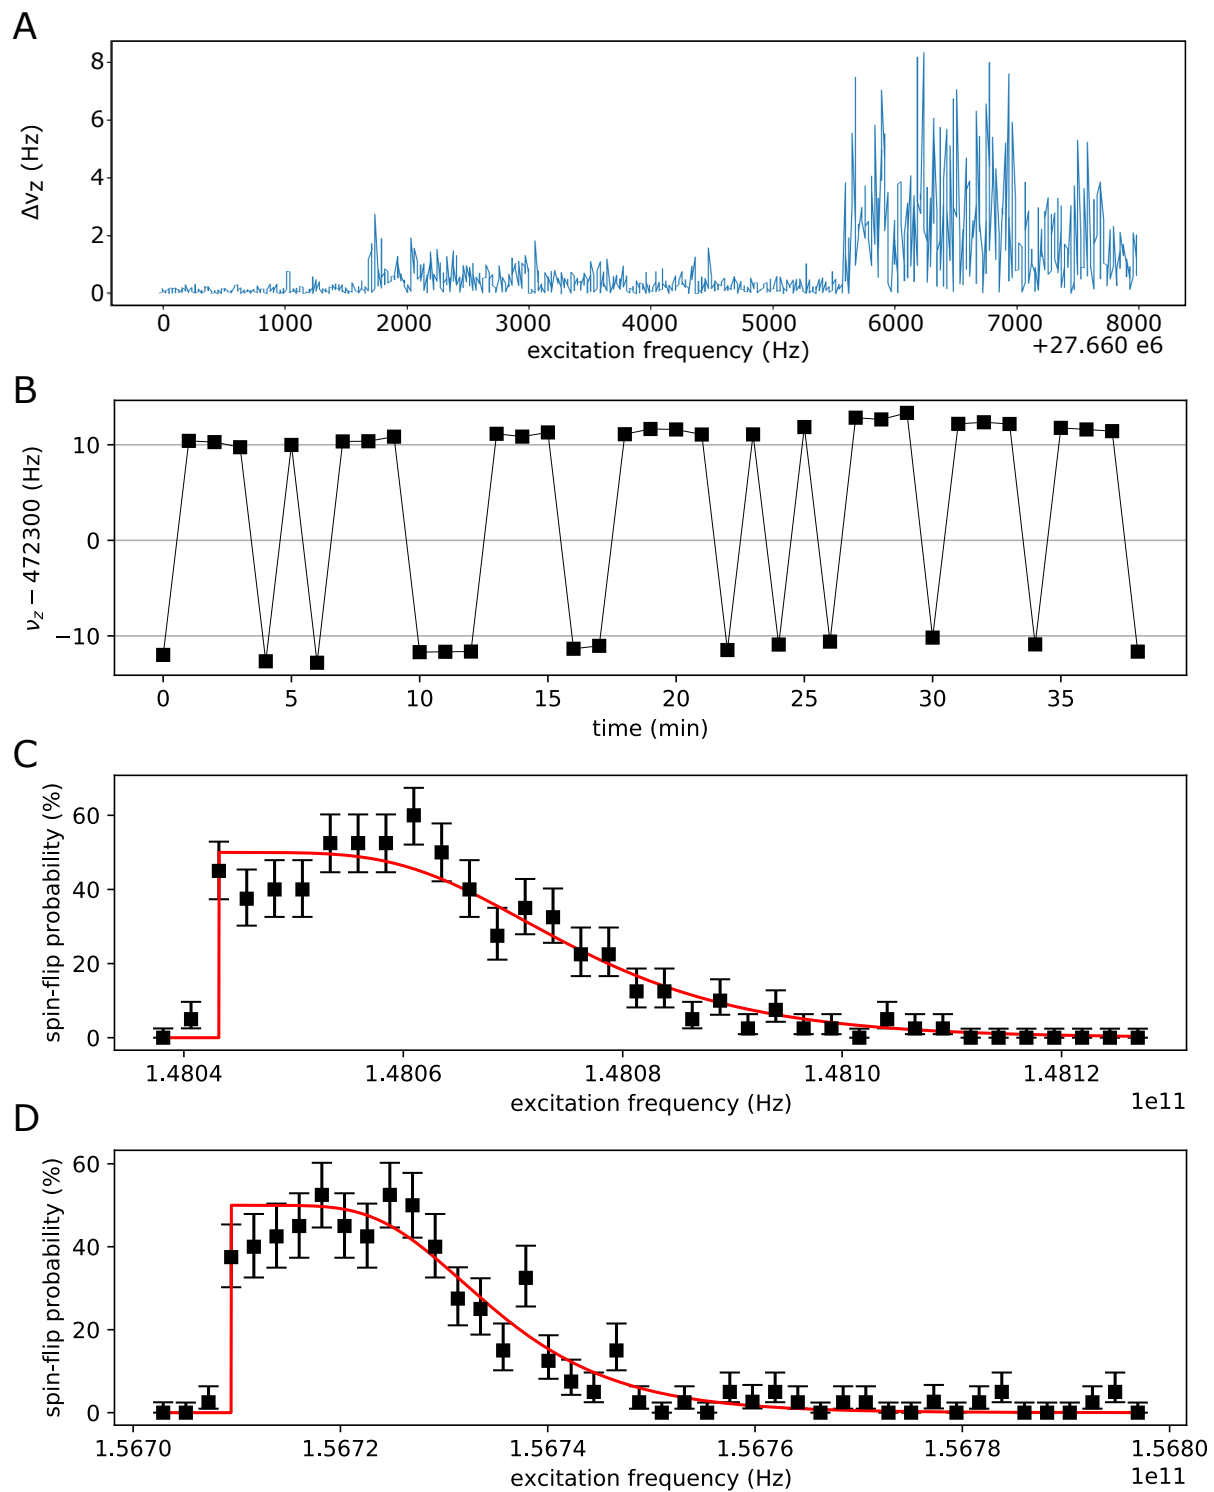 A
Δνz (Hz)
8
6
4
2
0
0 1000 2000 3000 4000 5000 6000 7000 8000
excitation frequency (Hz)
+27.660 e6
B
νz − 472300 (Hz)
10
0
−10
0 5 10 15 20 25 30 35
time (min)
C
spin-flip probability (%)
60
40
20
0
1.4804 1.4806 1.4808 1.4810 1.4812
excitation frequency (Hz)
1e11
D
spin-flip probability (%)
60
40
20
0
1.5670 1.5672 1.5674 1.5676 1.5678 1.5680
excitation frequency (Hz)
1e11